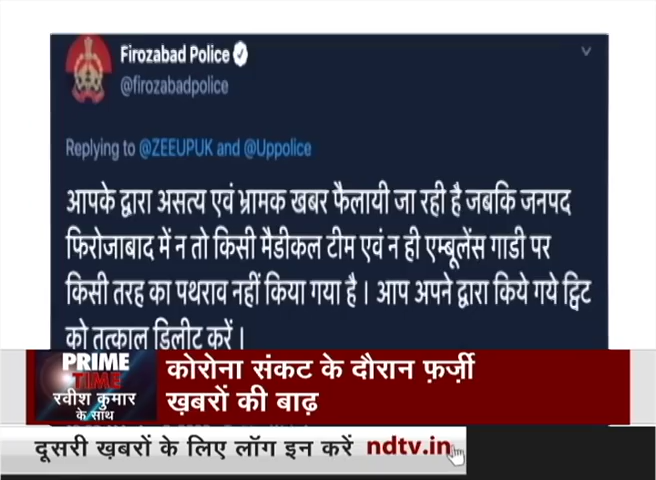 Firozabad Police
@firozabadpolice
Replying to @ZEEUPUK and @Uppolice
आपके द्वारा असत्य एवं भ्रामक खबर फैलायी जा रही है जबकि जनपद
फिरोजाबाद में न तो किसी मैडीकल टीम एवं न ही एम्बूलेंस गाडी पर
किसी तरह का पथराव नहीं किया गया है। आप अपने द्वारा किये गये ट्विट
को तत्काल डिलीट करें।
PRIME
TIME
रवीश कुमार
के साथ
कोरोना संकट के दौरान फ़र्ज़ी
ख़बरों की बाढ़
दूसरी ख़बरों के लिए लॉग इन करें ndtv.in